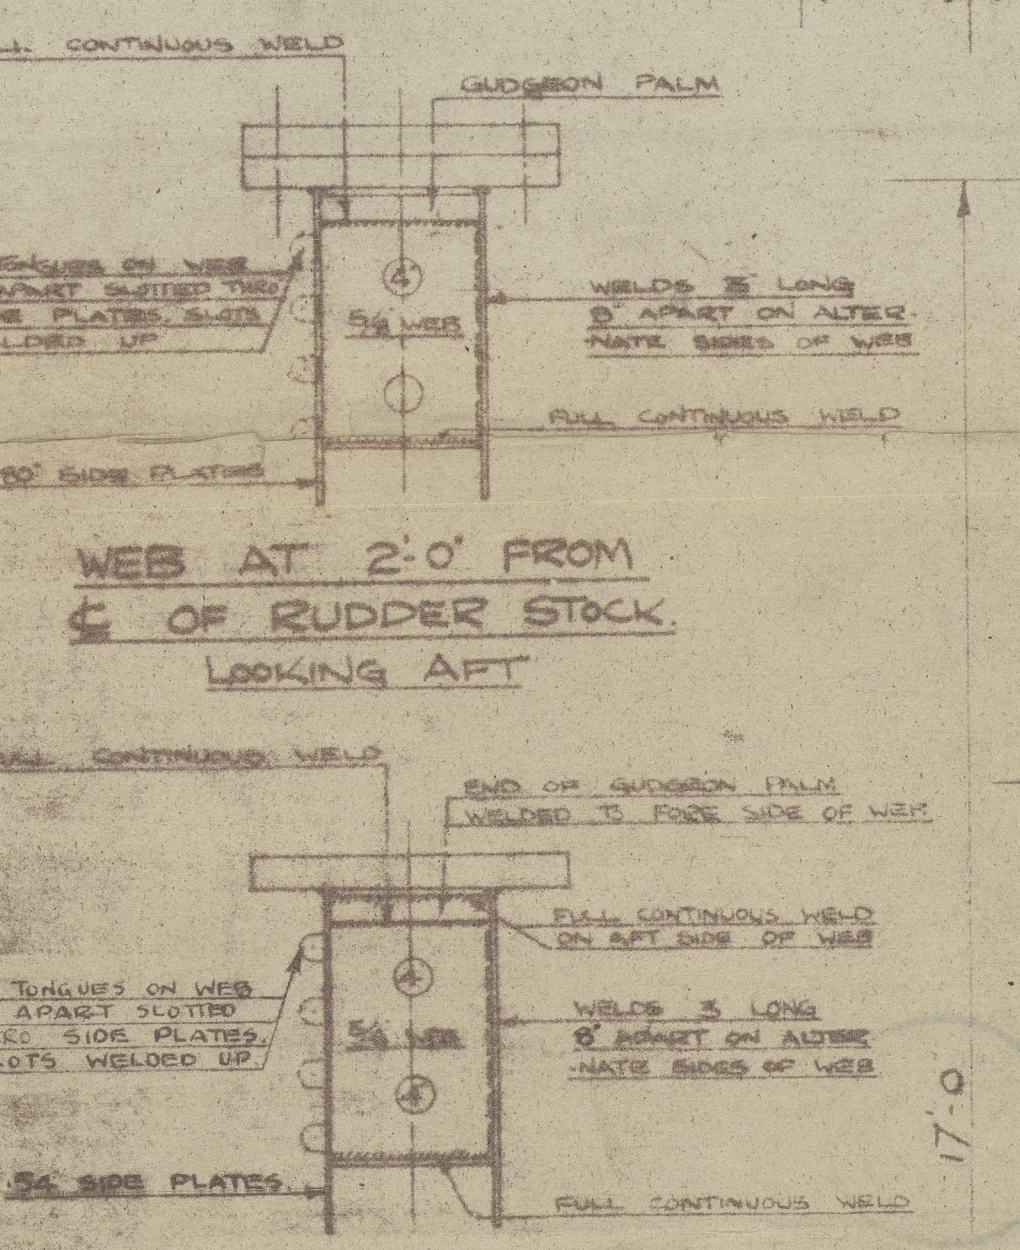 CONTINUOUS WELD
GUDGEON PALM
TONGUES ON WEB
APART SLOTTED THRO'
PLATES. SLOTS
WELDED UP
4"
WEB
WELDS 3" LONG
8" APART ON ALTER-
-NATE SIDES OF WEB
FULL CONTINUOUS WELD
SIDE PLATES
WEB AT 2'-0" FROM
℄ OF RUDDER STOCK.
LOOKING AFT
FULL CONTINUOUS WELD
END OF GUDGEON PALM
WELDED TO FORE SIDE OF WEB
FULL CONTINUOUS WELD
ON AFT SIDE OF WEB
TONGUES ON WEB
APART SLOTTED
THRO SIDE PLATES.
SLOTS WELDED UP.
4"
WEB
4"
WELDS 3" LONG
8" APART ON ALTER
-NATE SIDES OF WEB
17'-0
.54 SIDE PLATES.
FULL CONTINUOUS WELD